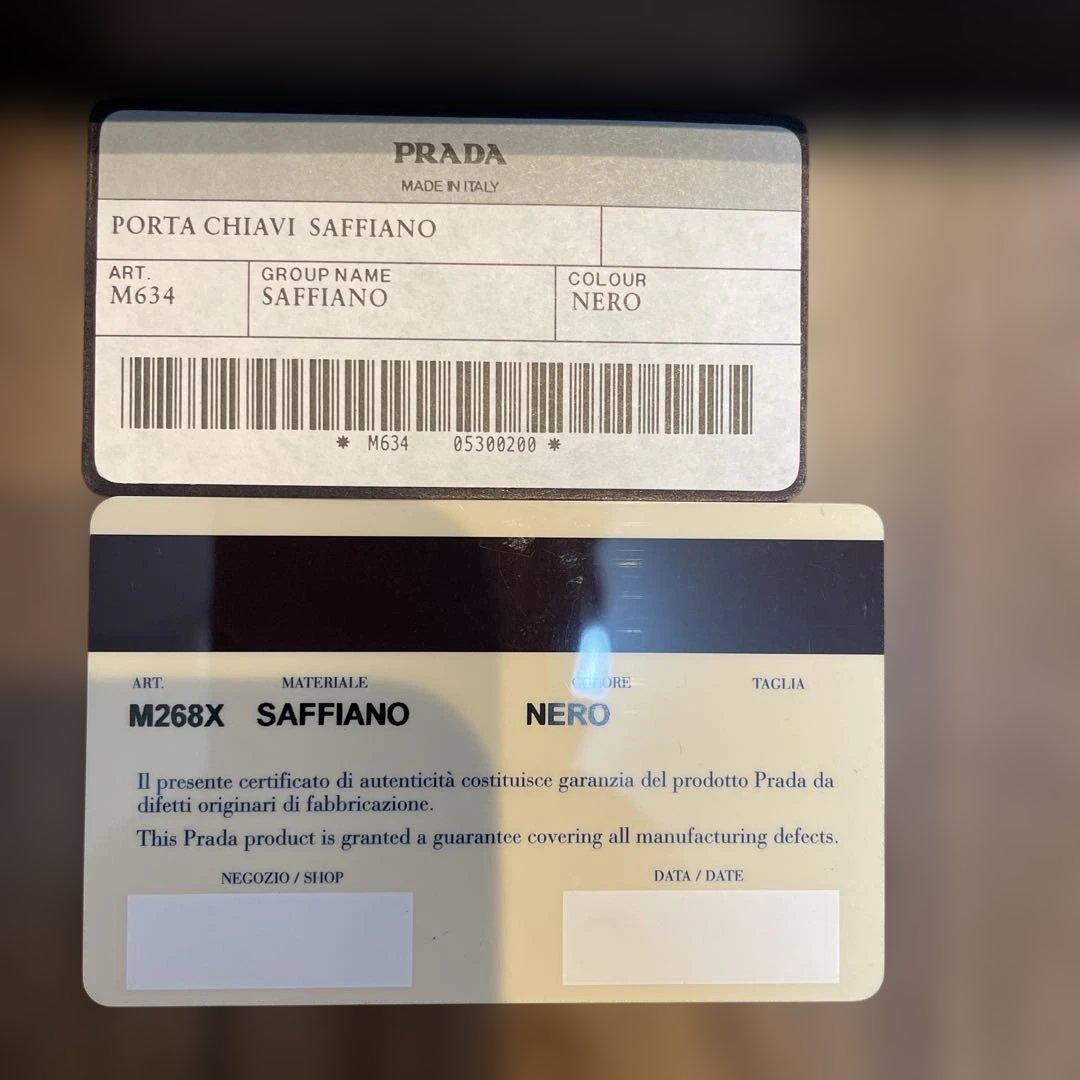 PRADA
MADE IN ITALY
PORTA CHIAVI SAFFIANO
ART. GROUP NAME COLOUR
M634 SAFFIANO NERO
* M634 05300200 *
ART. MATERIALE COLORE TAGLIA
M268X SAFFIANO NERO
Il presente certificato di autenticità costituisce garanzia del prodotto Prada da
difetti originari di fabbricazione.
This Prada product is granted a guarantee covering all manufacturing defects.
NEGOZIO / SHOP DATA / DATE